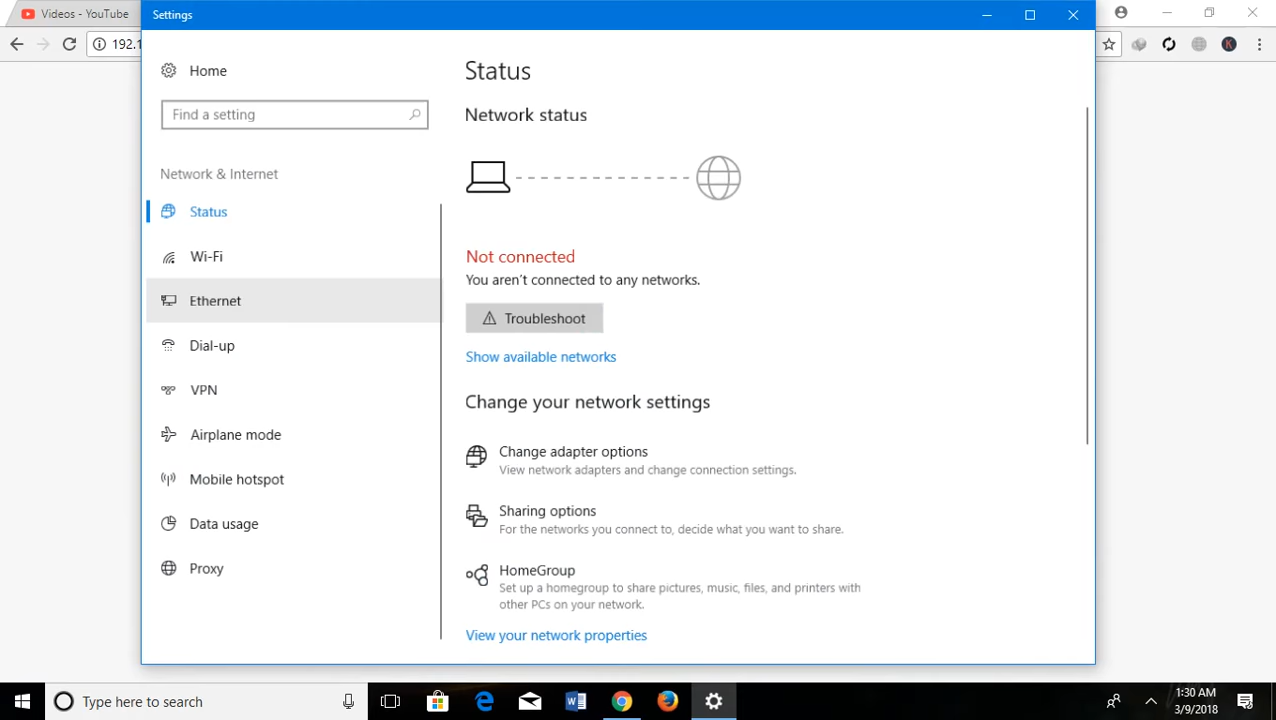 Videos - YouTube
Settings
192.1
Home
Find a setting
Network & Internet
Status
Wi-Fi
Ethernet
Dial-up
VPN
Airplane mode
Mobile hotspot
Data usage
Proxy
Status
Network status
Not connected
You aren't connected to any networks.
Troubleshoot
Show available networks
Change your network settings
Change adapter options
View network adapters and change connection settings.
Sharing options
For the networks you connect to, decide what you want to share.
HomeGroup
Set up a homegroup to share pictures, music, files, and printers with
other PCs on your network.
View your network properties
K
Type here to search
1:30 AM
3/9/2018